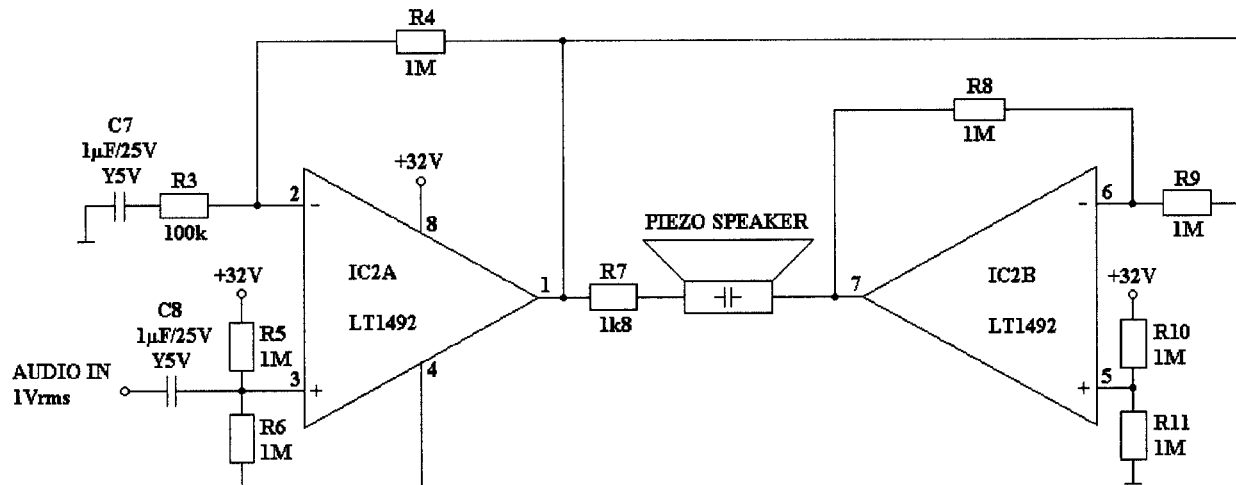 R4
1M
R8
1M
C7
1µF/25V
Y5V
R3
100k
+32V
2
-
8
IC2A
LT1492
1
PIEZO SPEAKER
R7
1k8
7
6
-
R9
1M
IC2B
LT1492
+32V
R10
1M
5
+
R11
1M
+32V
C8
1µF/25V
Y5V
R5
1M
3
+
4
AUDIO IN
1Vrms
R6
1M